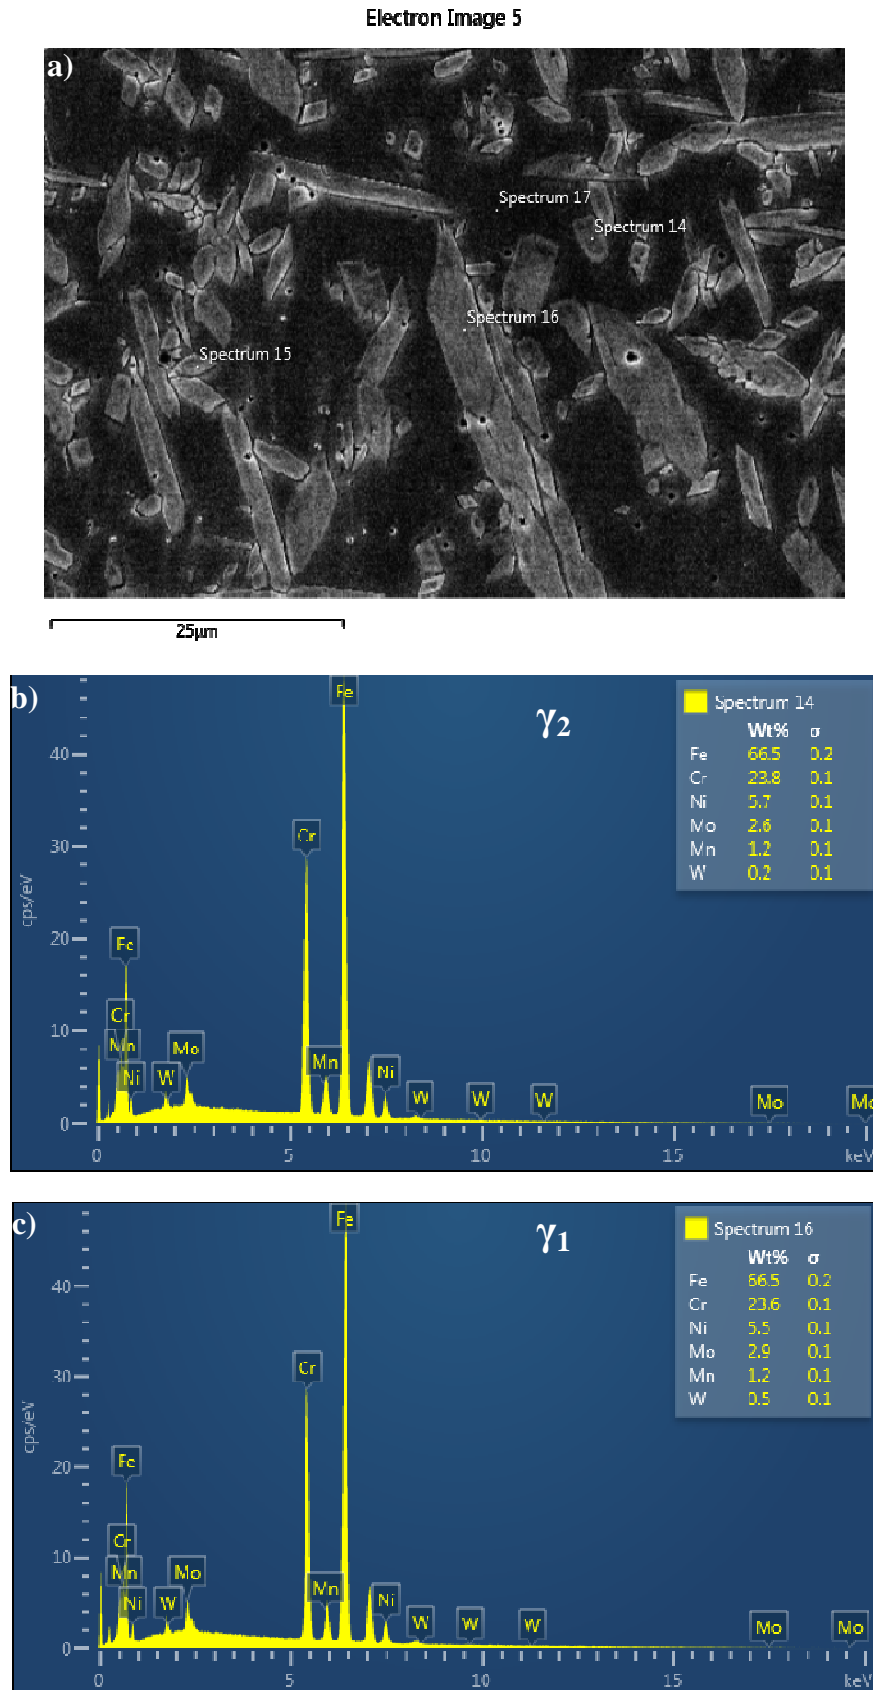 Electron Image 5
a)
Spectrum 17
Spectrum 14
Spectrum 16
Spectrum 15
25µm
b)
γ2
Spectrum 14
Wt% σ
Fe 66.5 0.2
Cr 23.8 0.1
Ni 5.7 0.1
Mo 2.6 0.1
Mn 1.2 0.1
W 0.2 0.1
cps/eV
40
30
20
10
0
Fe
Cr
Fe
Cr
Mn
Ni
W
Mo
Mn
Ni
W
W
W
Mo
Mo
0 5 10 15 keV
c)
γ1
Spectrum 16
Wt% σ
Fe 66.5 0.2
Cr 23.6 0.1
Ni 5.5 0.1
Mo 2.9 0.1
Mn 1.2 0.1
W 0.5 0.1
cps/eV
40
30
20
10
0
Fe
Cr
Fe
Cr
Mn
Ni
W
Mo
Mn
Ni
W
W
W
Mo
Mo
0 5 10 15 keV